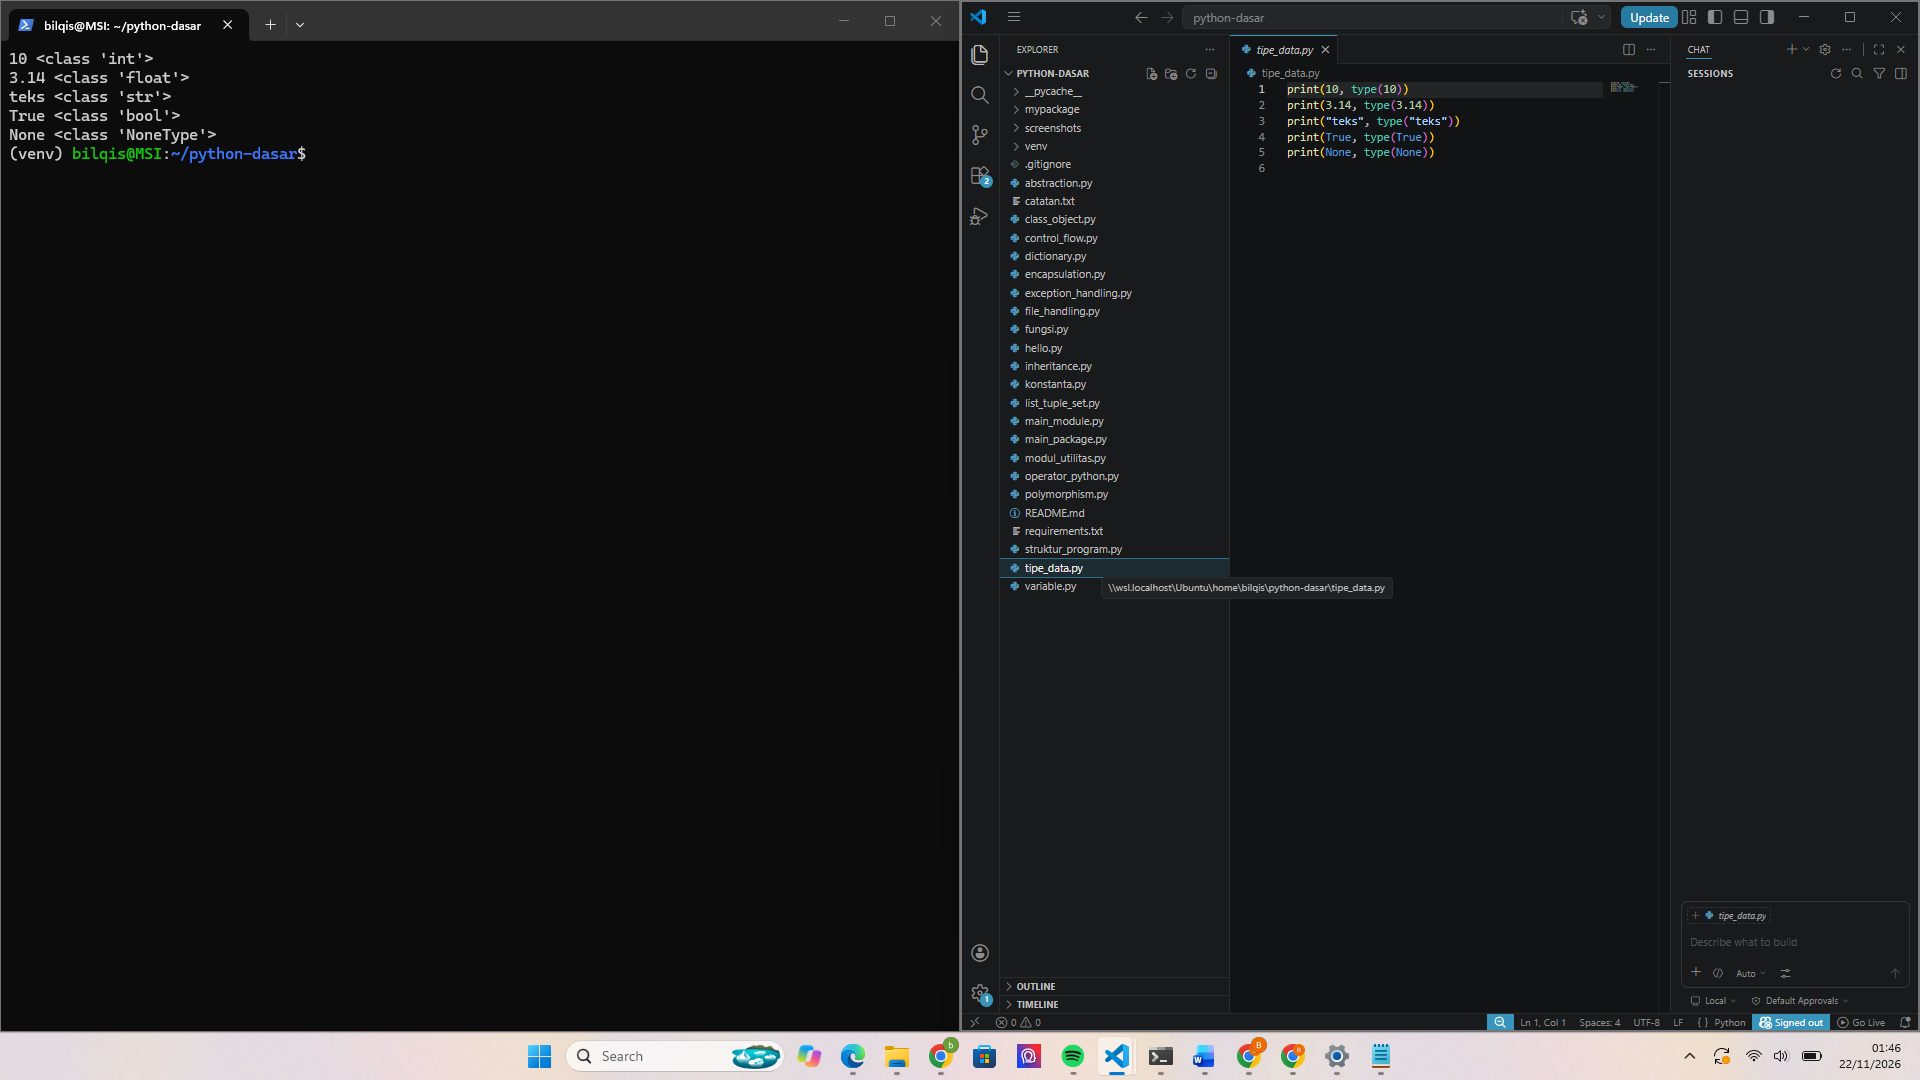 bilqis@MSI: ~/python-dasar
10 <class 'int'>
3.14 <class 'float'>
teks <class 'str'>
True <class 'bool'>
None <class 'NoneType'>
(venv) bilqis@MSI:~/python-dasar$
python-dasar
Update
EXPLORER
PYTHON-DASAR
__pycache__
mypackage
screenshots
venv
.gitignore
abstraction.py
catatan.txt
class_object.py
control_flow.py
dictionary.py
encapsulation.py
exception_handling.py
file_handling.py
fungsi.py
hello.py
inheritance.py
konstanta.py
list_tuple_set.py
main_module.py
main_package.py
modul_utilitas.py
operator_python.py
polymorphism.py
README.md
requirements.txt
struktur_program.py
tipe_data.py
variable.py
\\wsl.localhost\Ubuntu\home\bilqis\python-dasar\tipe_data.py
OUTLINE
TIMELINE
2
1
tipe_data.py
tipe_data.py
1 print(10, type(10))
2 print(3.14, type(3.14))
3 print("teks", type("teks"))
4 print(True, type(True))
5 print(None, type(None))
6
CHAT
SESSIONS
tipe_data.py
Describe what to build
Auto
Local
Default Approvals
0 0
Ln 1, Col 1
Spaces: 4
UTF-8
LF
{ } Python
Signed out
Go Live
Search
01:46
22/11/2026